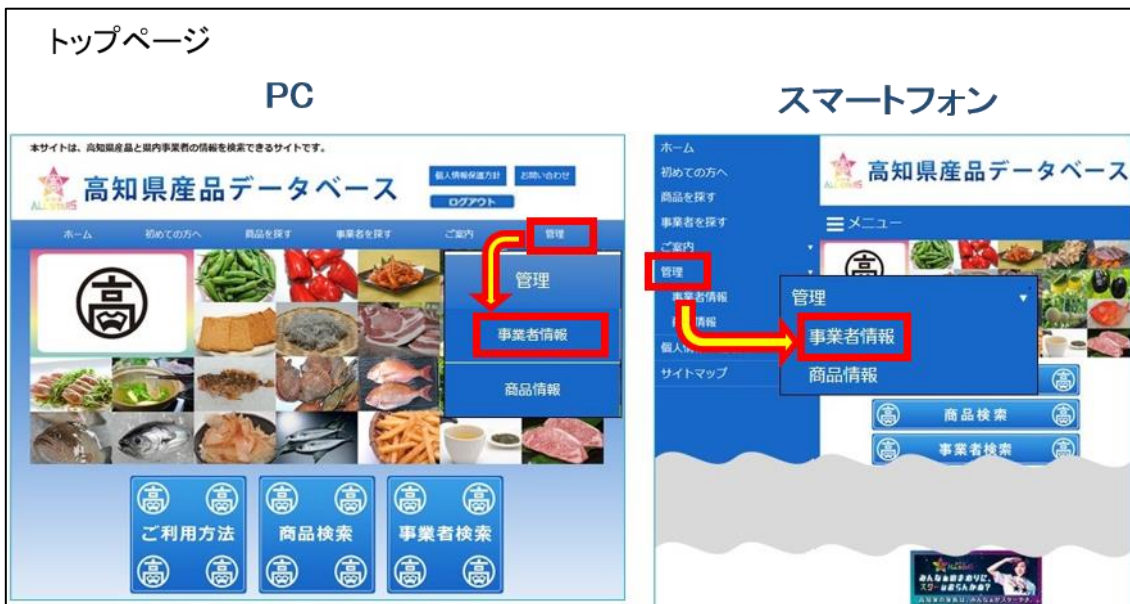 トップページ
PC
スマートフォン
本サイトは、高知県産品と県内事業者の情報を検索できるサイトです。
高知県産品データベース
個人情報保護方針
お問い合わせ
ログアウト
ホーム
初めての方へ
商品を探す
事業者を探す
ご案内
管理
管理
事業者情報
商品情報
ご利用方法
商品検索
事業者検索
ホーム
初めての方へ
商品を探す
事業者を探す
ご案内
管理
サイトマップ
高知県産品データベース
メニュー
管理
事業者情報
商品情報
商品検索
事業者検索